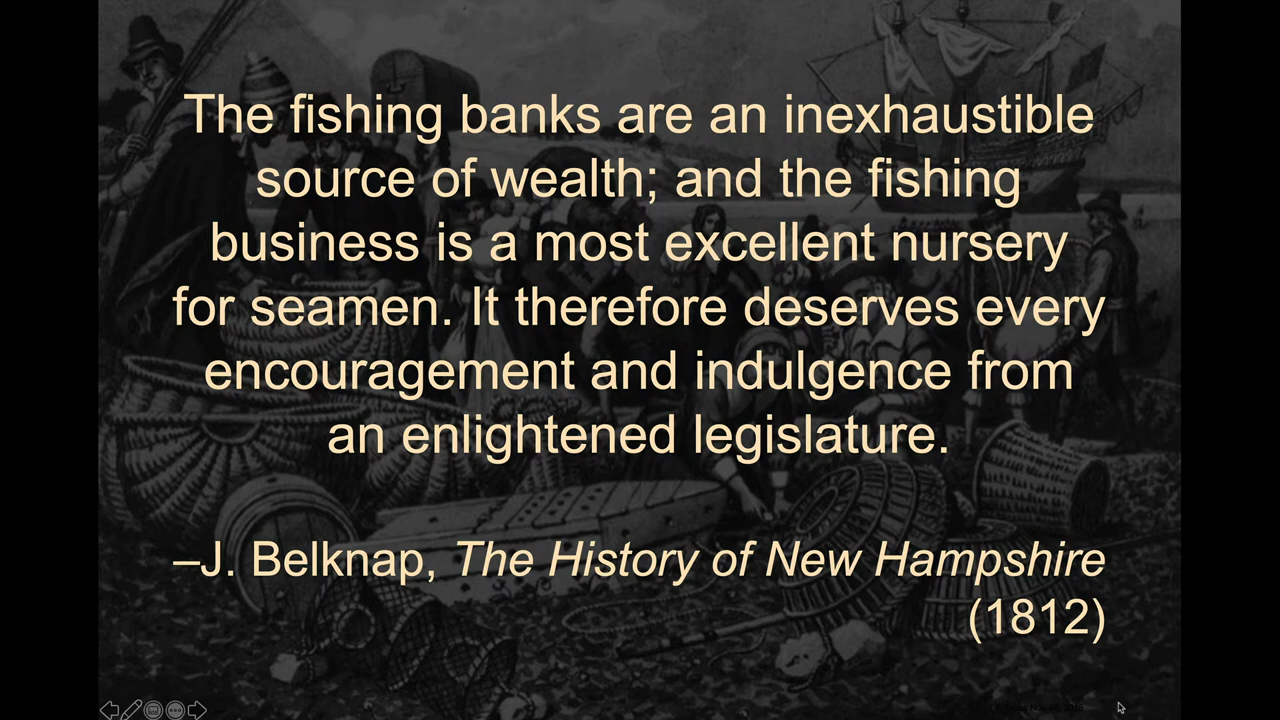 The fishing banks are an inexhaustible
source of wealth; and the fishing
business is a most excellent nursery
for seamen. It therefore deserves every
encouragement and indulgence from
an enlightened legislature.
–J. Belknap, The History of New Hampshire
(1812)